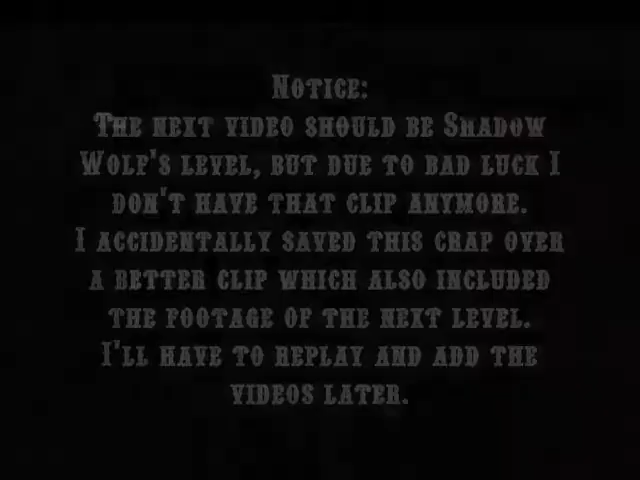 Notice:
The next video should be Shadow
Wolf's level, but due to bad luck I
don't have that clip anymore.
I accidentally saved this crap over
a better clip which also included
the footage of the next level.
I'll have to replay and add the
videos later.